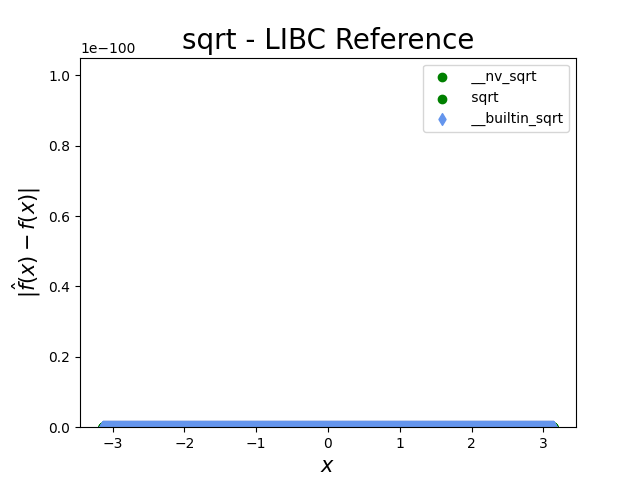 sqrt - LIBC Reference
1e−100
1.0
0.8
0.6
0.4
0.2
0.0
|f̂(x) − f(x)|
__nv_sqrt
sqrt
__builtin_sqrt
−3 −2 −1 0 1 2 3
x